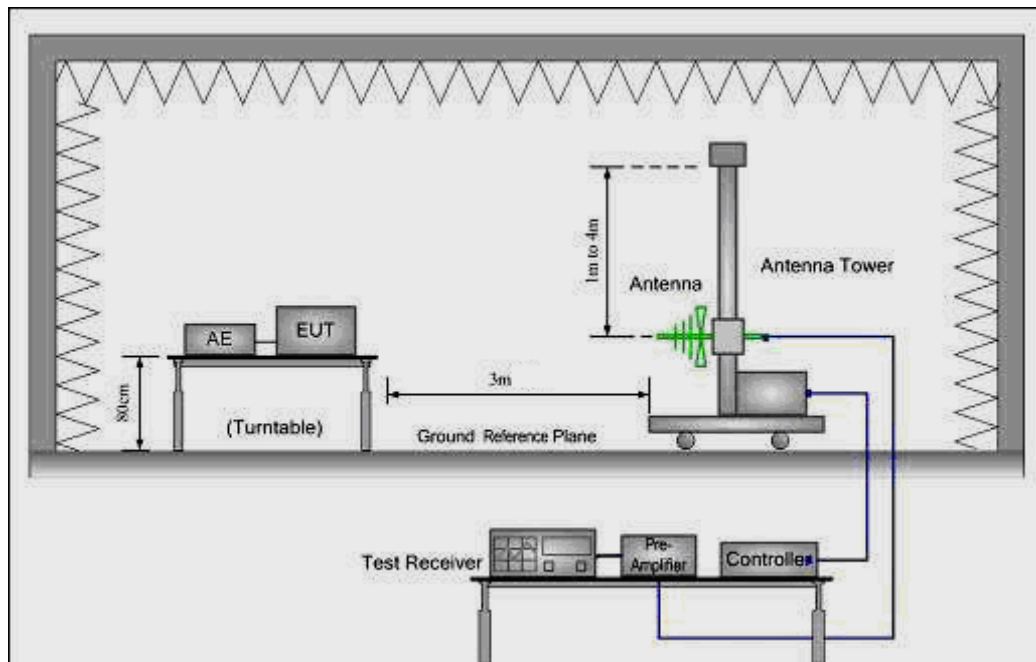 1m to 4m
Antenna
Antenna Tower
AE
EUT
80cm
3m
(Turntable)
Ground Reference Plane
Test Receiver
Pre-
Amplifier
Controller